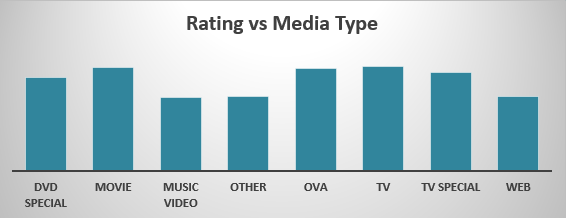 Rating vs Media Type
DVD SPECIAL
MOVIE
MUSIC VIDEO
OTHER
OVA
TV
TV SPECIAL
WEB